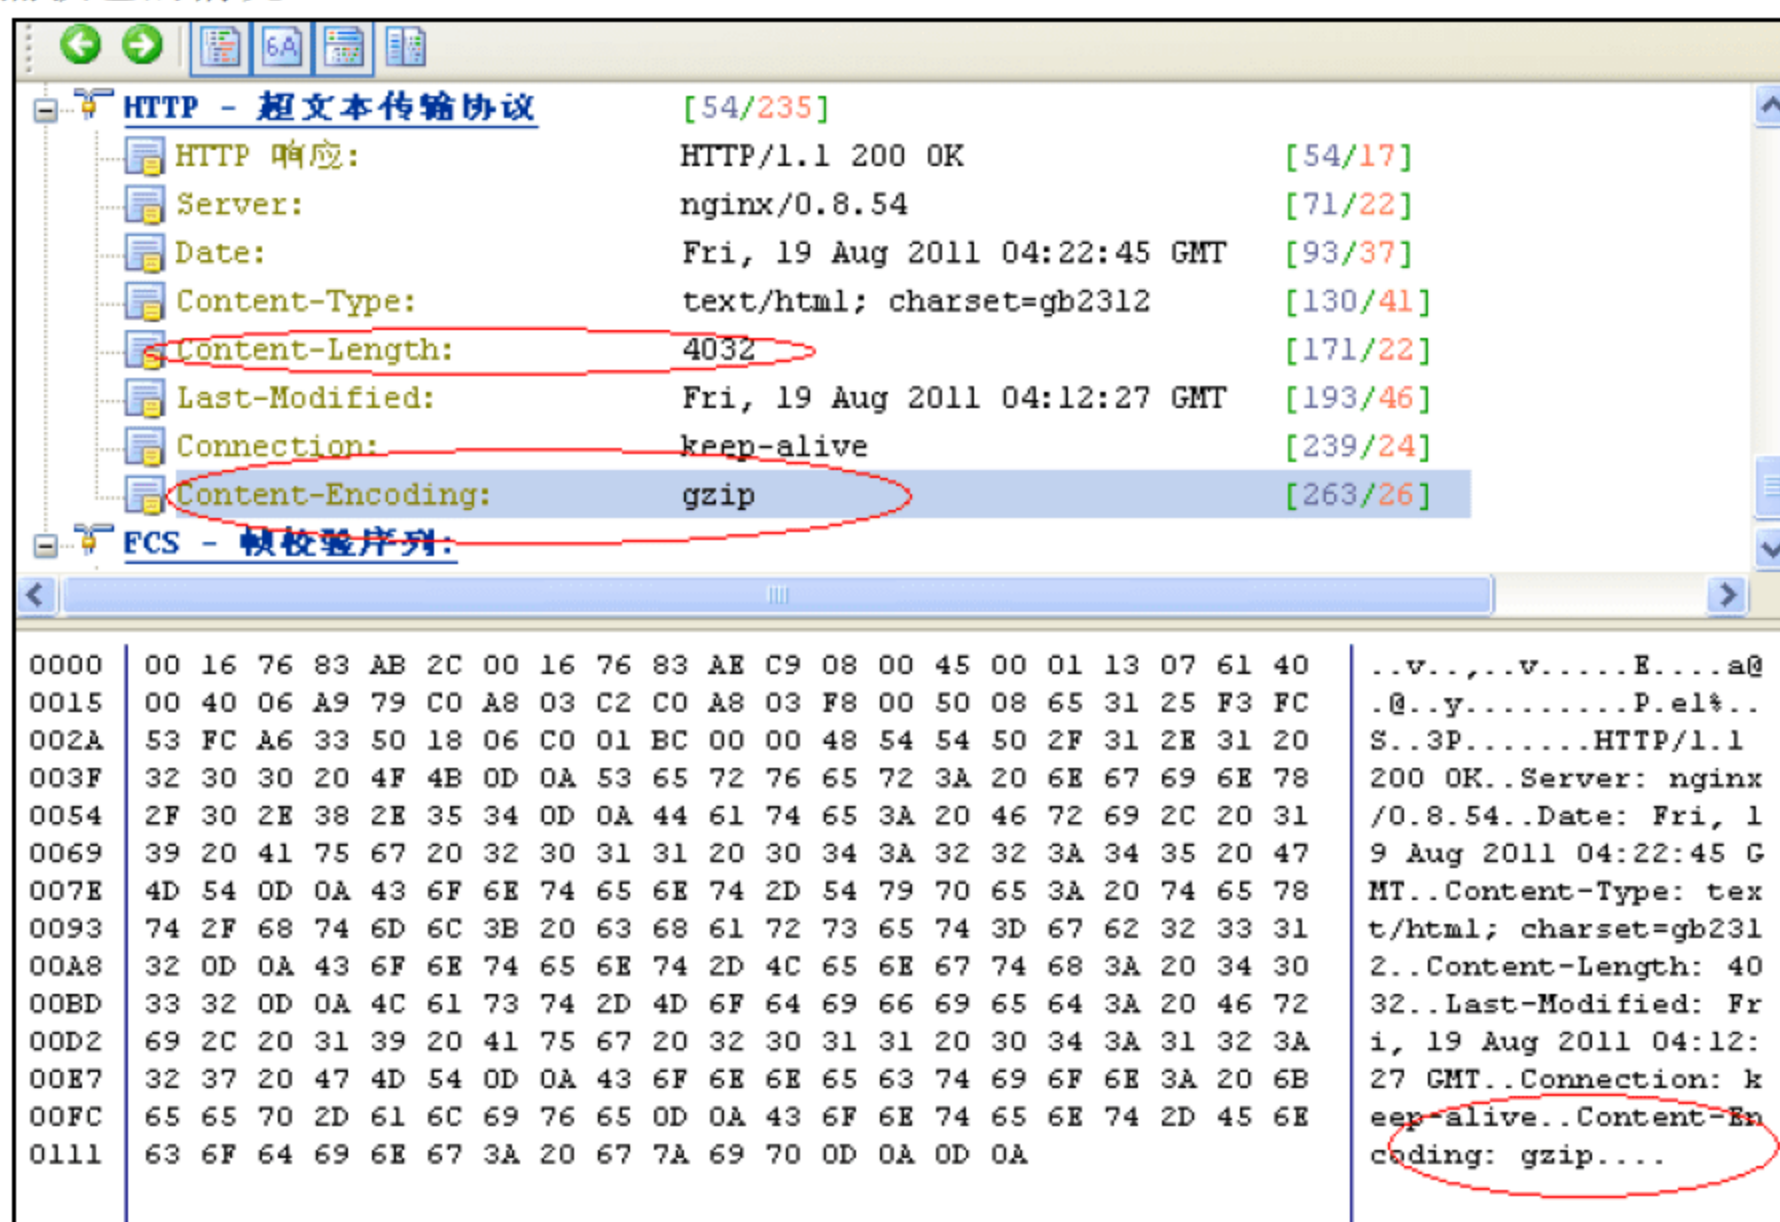 HTTP - 超文本传输协议 [54/235]
HTTP 响应: HTTP/1.1 200 OK [54/17]
Server: nginx/0.8.54 [71/22]
Date: Fri, 19 Aug 2011 04:22:45 GMT [93/37]
Content-Type: text/html; charset=gb2312 [130/41]
Content-Length: 4032 [171/22]
Last-Modified: Fri, 19 Aug 2011 04:12:27 GMT [193/46]
Connection: keep-alive [239/24]
Content-Encoding: gzip [263/26]
FCS - 帧校验序列:
0000 00 16 76 83 AB 2C 00 16 76 83 AE C9 08 00 45 00 01 13 07 61 40 ..v..,..v.....E....a@
0015 00 40 06 A9 79 C0 A8 03 C2 C0 A8 03 F8 00 50 08 65 31 25 F3 FC .@..y.........P.e1%..
002A 53 FC A6 33 50 18 06 C0 01 BC 00 00 48 54 54 50 2F 31 2E 31 20 S..3P.......HTTP/1.1
003F 32 30 30 20 4F 4B 0D 0A 53 65 72 76 65 72 3A 20 6E 67 69 6E 78 200 OK..Server: nginx
0054 2F 30 2E 38 2E 35 34 0D 0A 44 61 74 65 3A 20 46 72 69 2C 20 31 /0.8.54..Date: Fri, 1
0069 39 20 41 75 67 20 32 30 31 31 20 30 34 3A 32 32 3A 34 35 20 47 9 Aug 2011 04:22:45 G
007E 4D 54 0D 0A 43 6F 6E 74 65 6E 74 2D 54 79 70 65 3A 20 74 65 78 MT..Content-Type: tex
0093 74 2F 68 74 6D 6C 3B 20 63 68 61 72 73 65 74 3D 67 62 32 33 31 t/html; charset=gb231
00A8 32 0D 0A 43 6F 6E 74 65 6E 74 2D 4C 65 6E 67 74 68 3A 20 34 30 2..Content-Length: 40
00BD 33 32 0D 0A 4C 61 73 74 2D 4D 6F 64 69 66 69 65 64 3A 20 46 72 32..Last-Modified: Fr
00D2 69 2C 20 31 39 20 41 75 67 20 32 30 31 31 20 30 34 3A 31 32 3A i, 19 Aug 2011 04:12:
00E7 32 37 20 47 4D 54 0D 0A 43 6F 6E 6E 65 63 74 69 6F 6E 3A 20 6B 27 GMT..Connection: k
00FC 65 65 70 2D 61 6C 69 76 65 0D 0A 43 6F 6E 74 65 6E 74 2D 45 6E eep-alive..Content-En
0111 63 6F 64 69 6E 67 3A 20 67 7A 69 70 0D 0A 0D 0A coding: gzip....